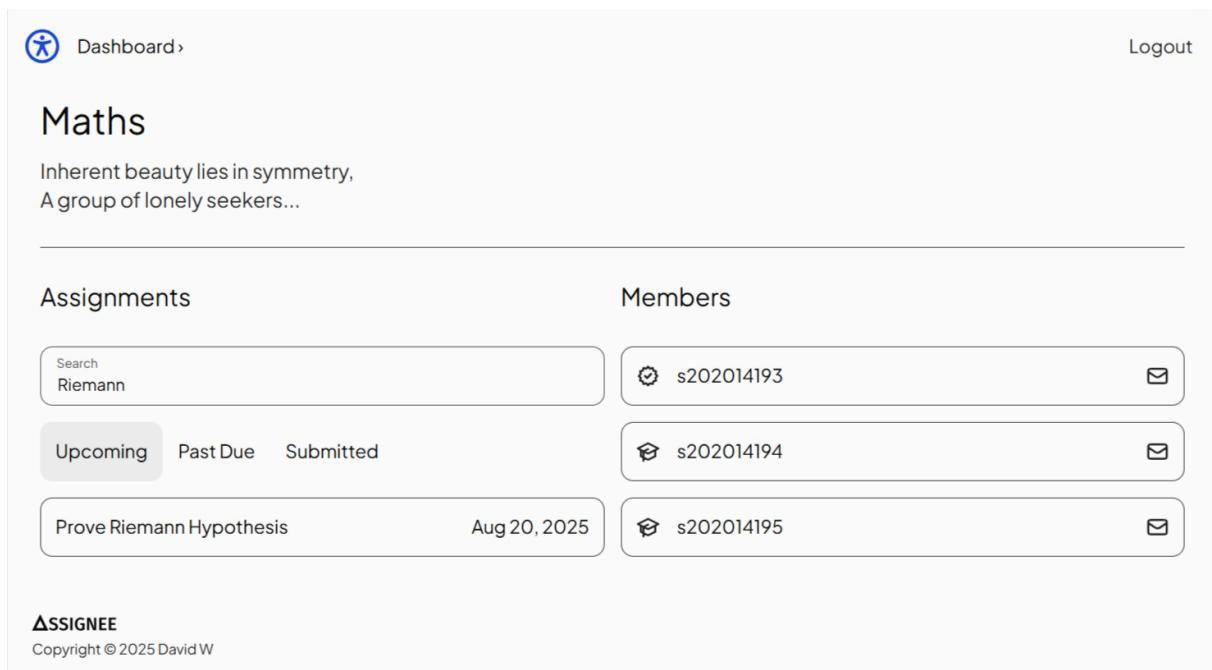 Dashboard ›
Logout
Maths
Inherent beauty lies in symmetry,
A group of lonely seekers...
Assignments
Search
Riemann
Upcoming
Past Due
Submitted
Prove Riemann Hypothesis
Aug 20, 2025
Members
s202014193
s202014194
s202014195
ASSIGNEE
Copyright © 2025 David W